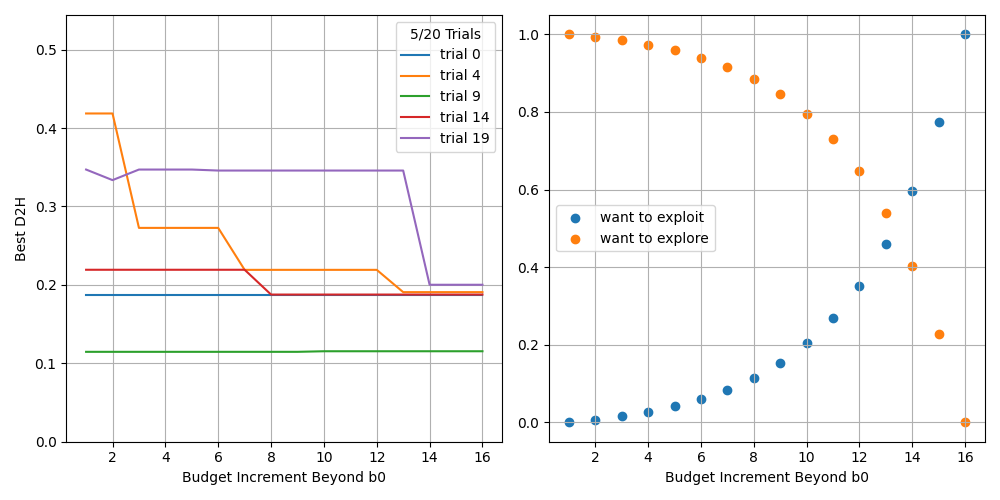 5/20 Trials
trial 0
trial 4
trial 9
trial 14
trial 19
0.5
0.4
0.3
0.2
0.1
0.0
Best D2H
2 4 6 8 10 12 14 16
Budget Increment Beyond b0
1.0
0.8
0.6
0.4
0.2
0.0
want to exploit
want to explore
2 4 6 8 10 12 14 16
Budget Increment Beyond b0